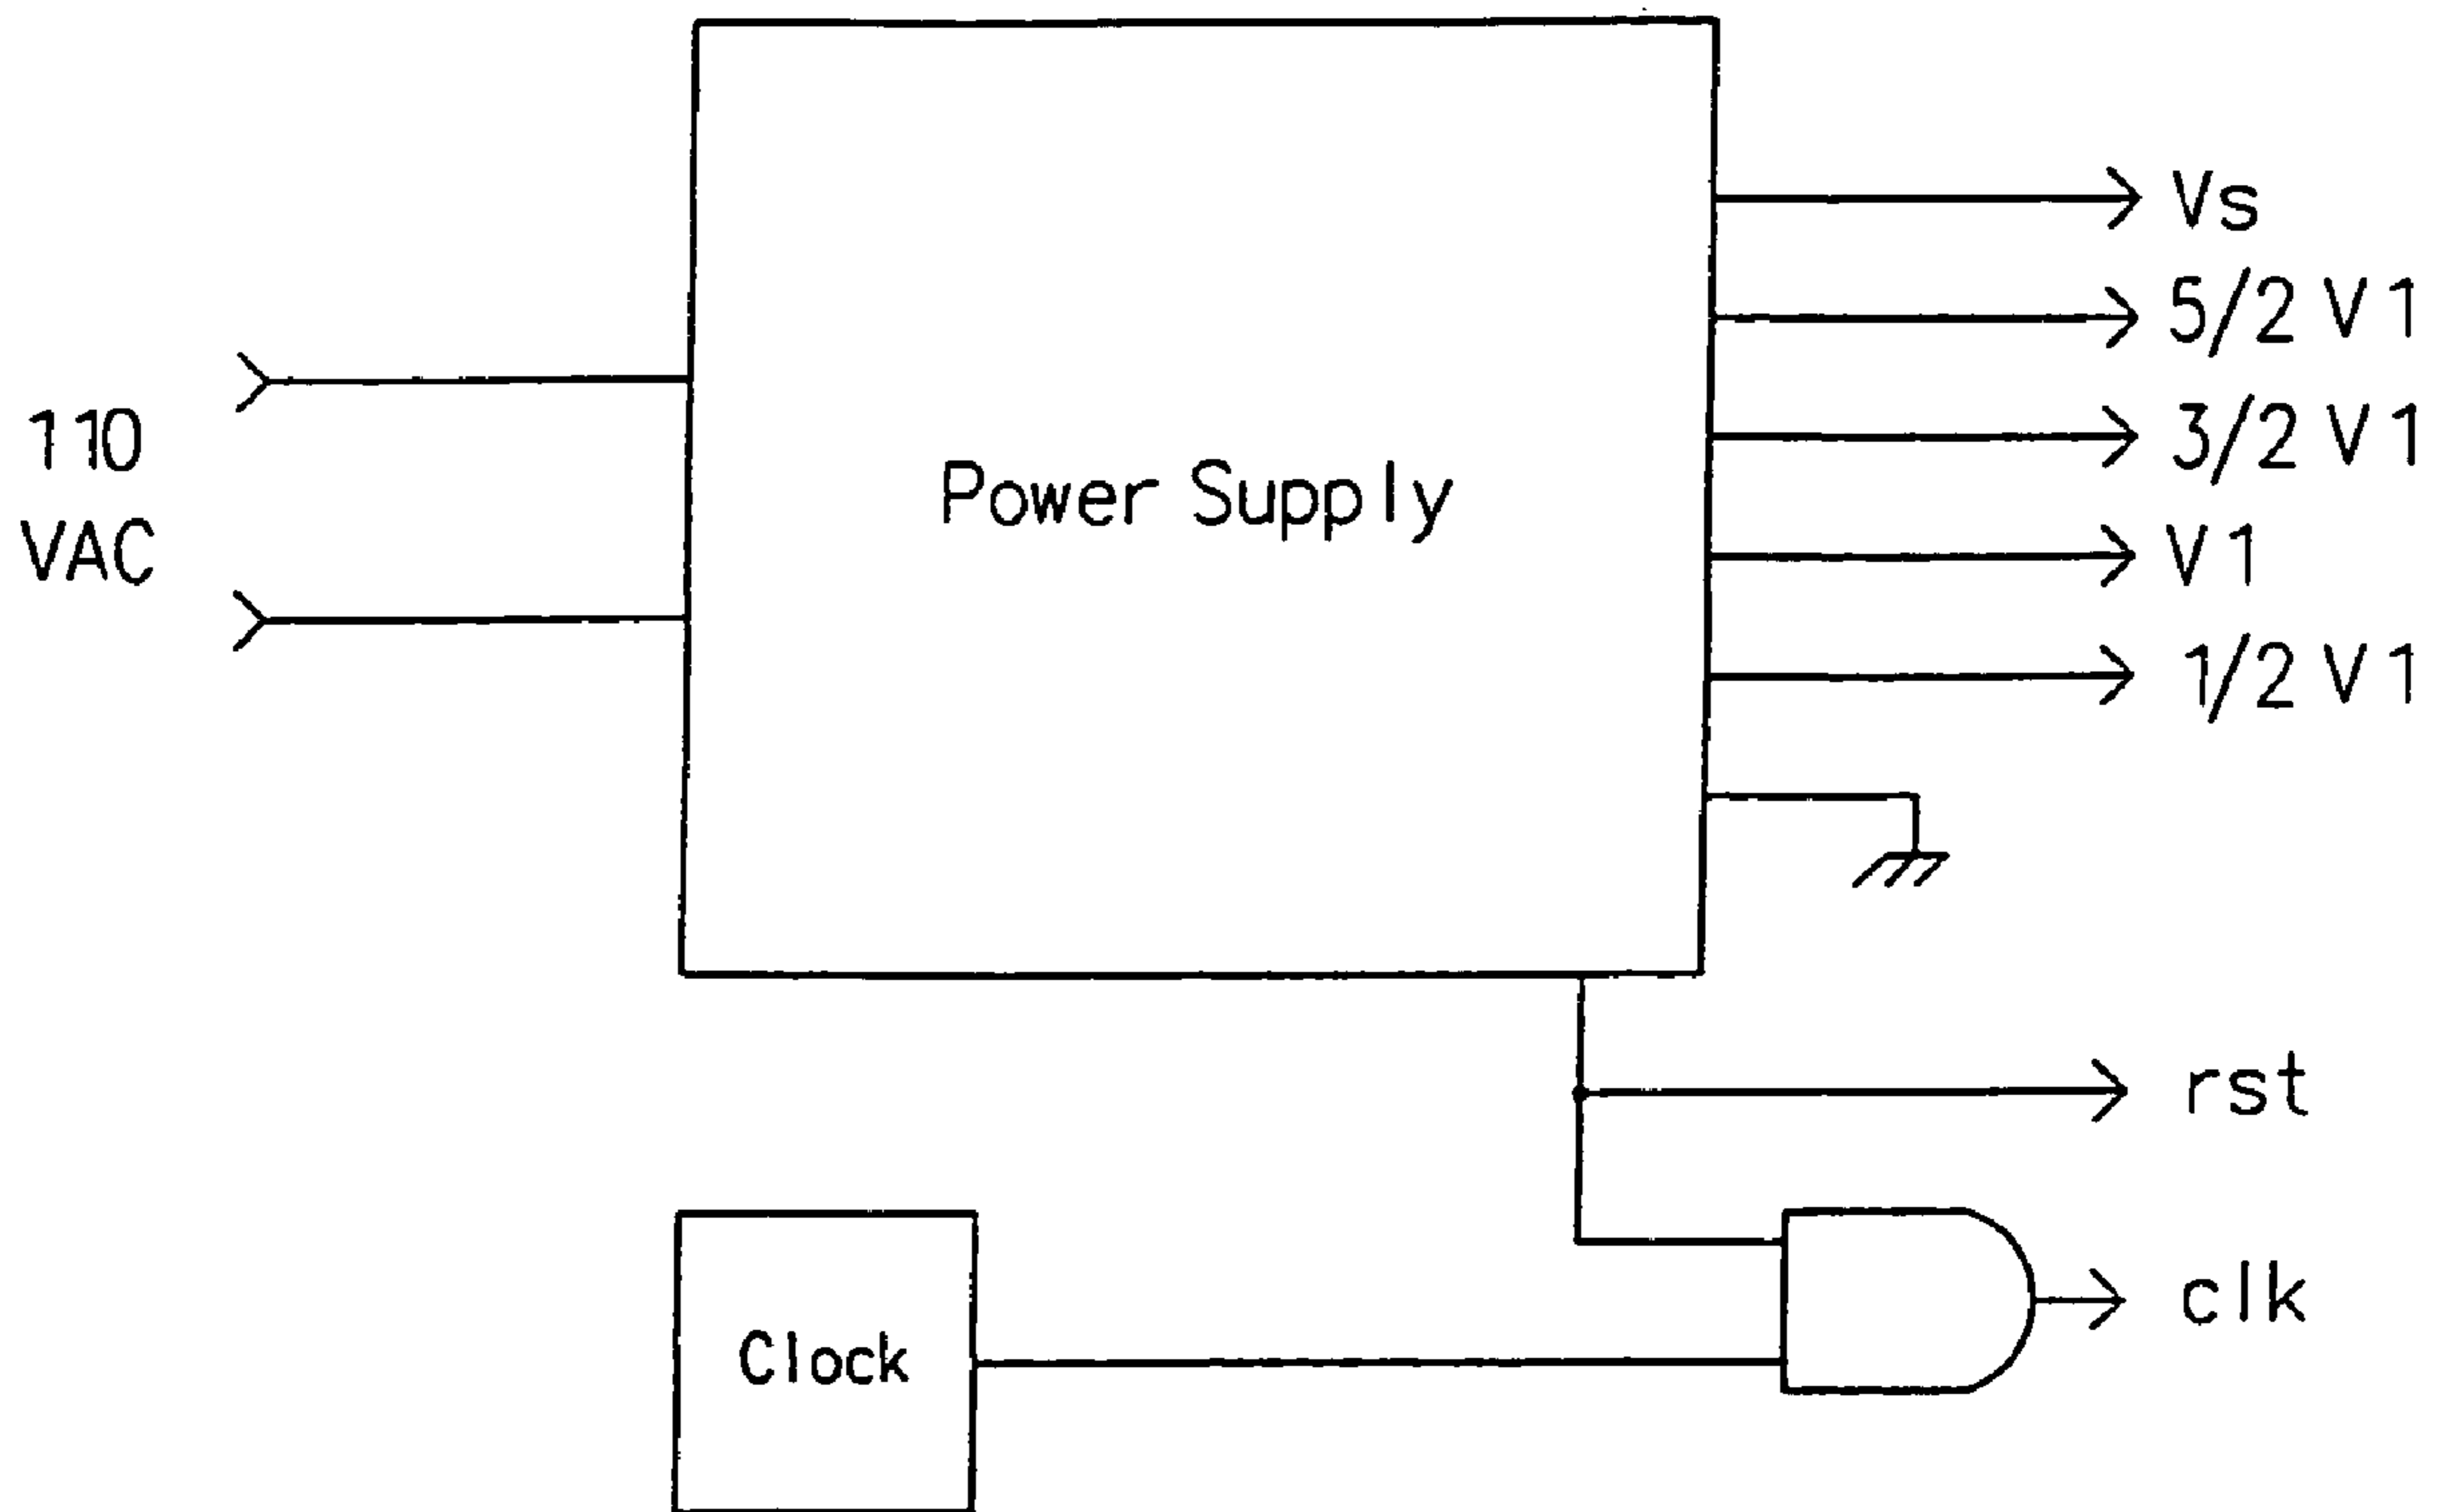 110
VAC
Power Supply
Vs
5/2 V1
3/2 V1
V1
1/2 V1
rst
clk
Clock